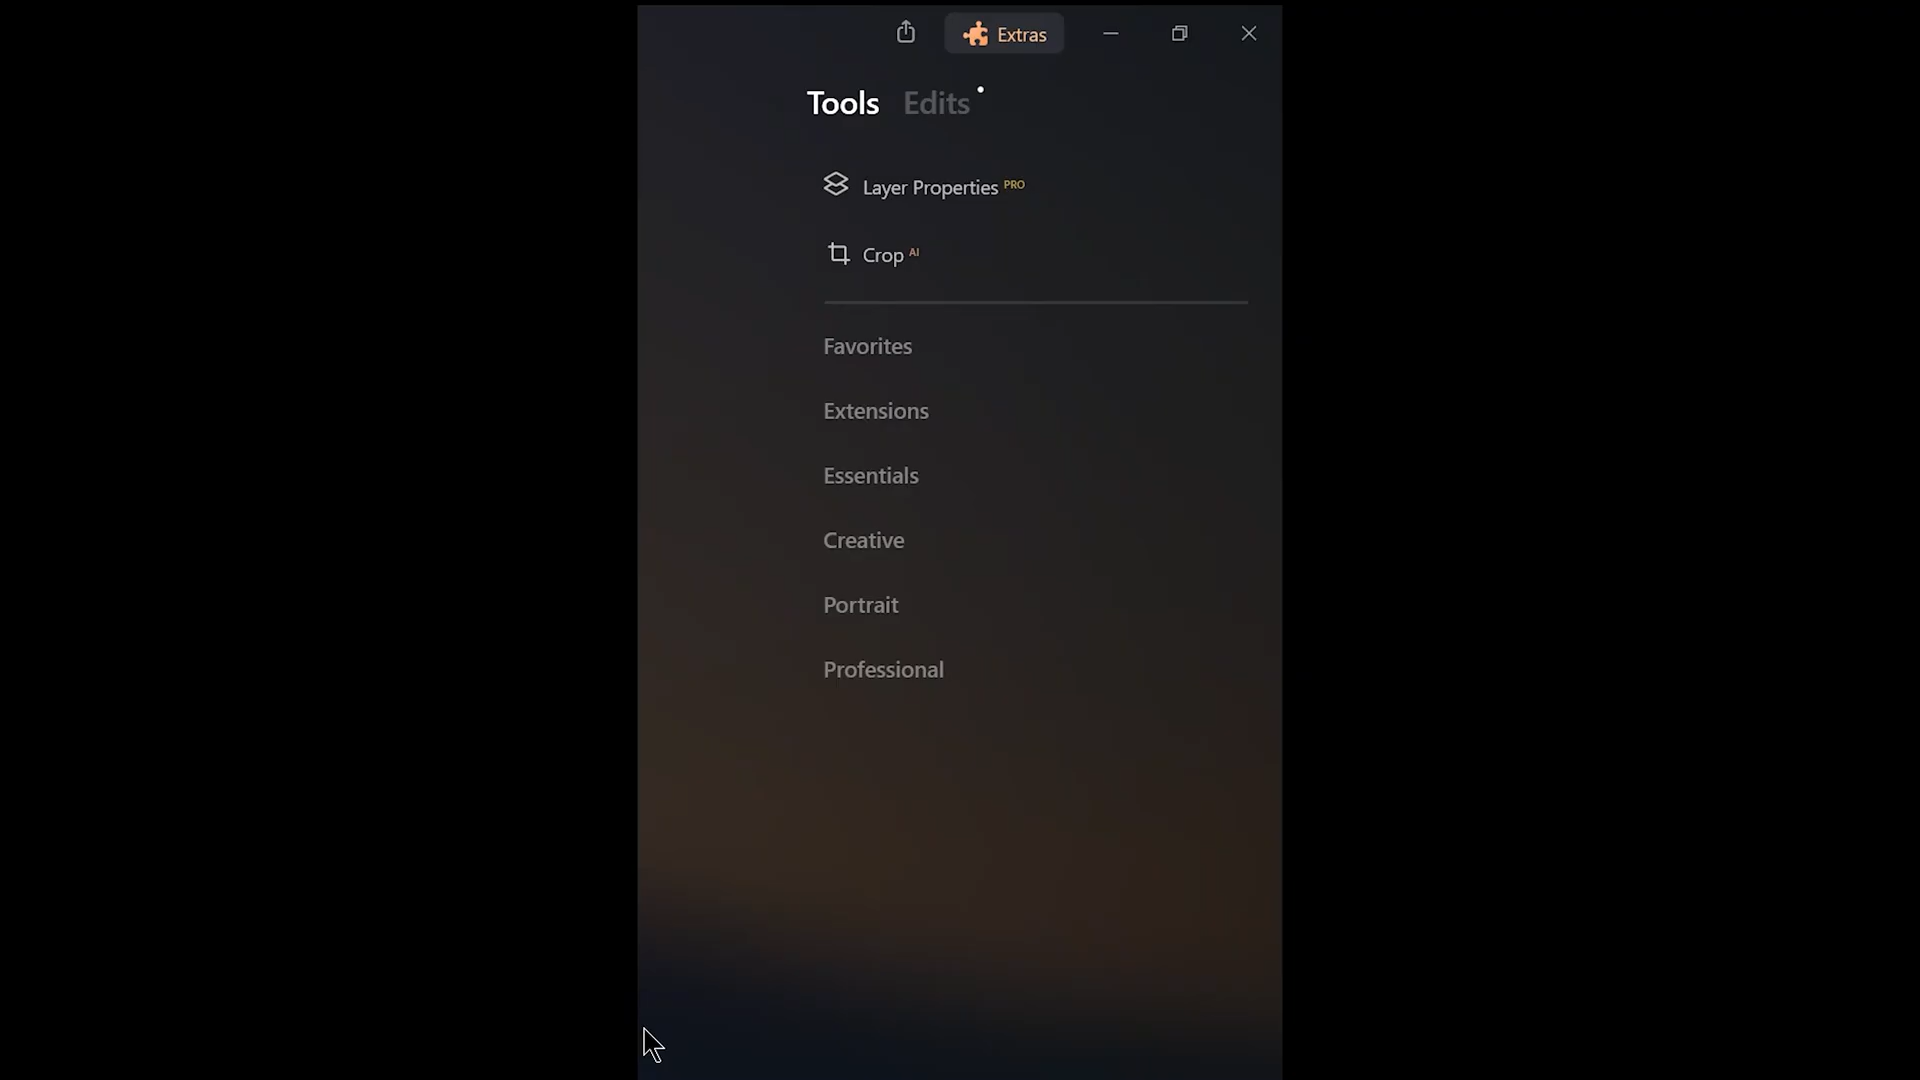 Extras
Tools Edits
Layer Properties PRO
Crop AI
Favorites
Extensions
Essentials
Creative
Portrait
Professional